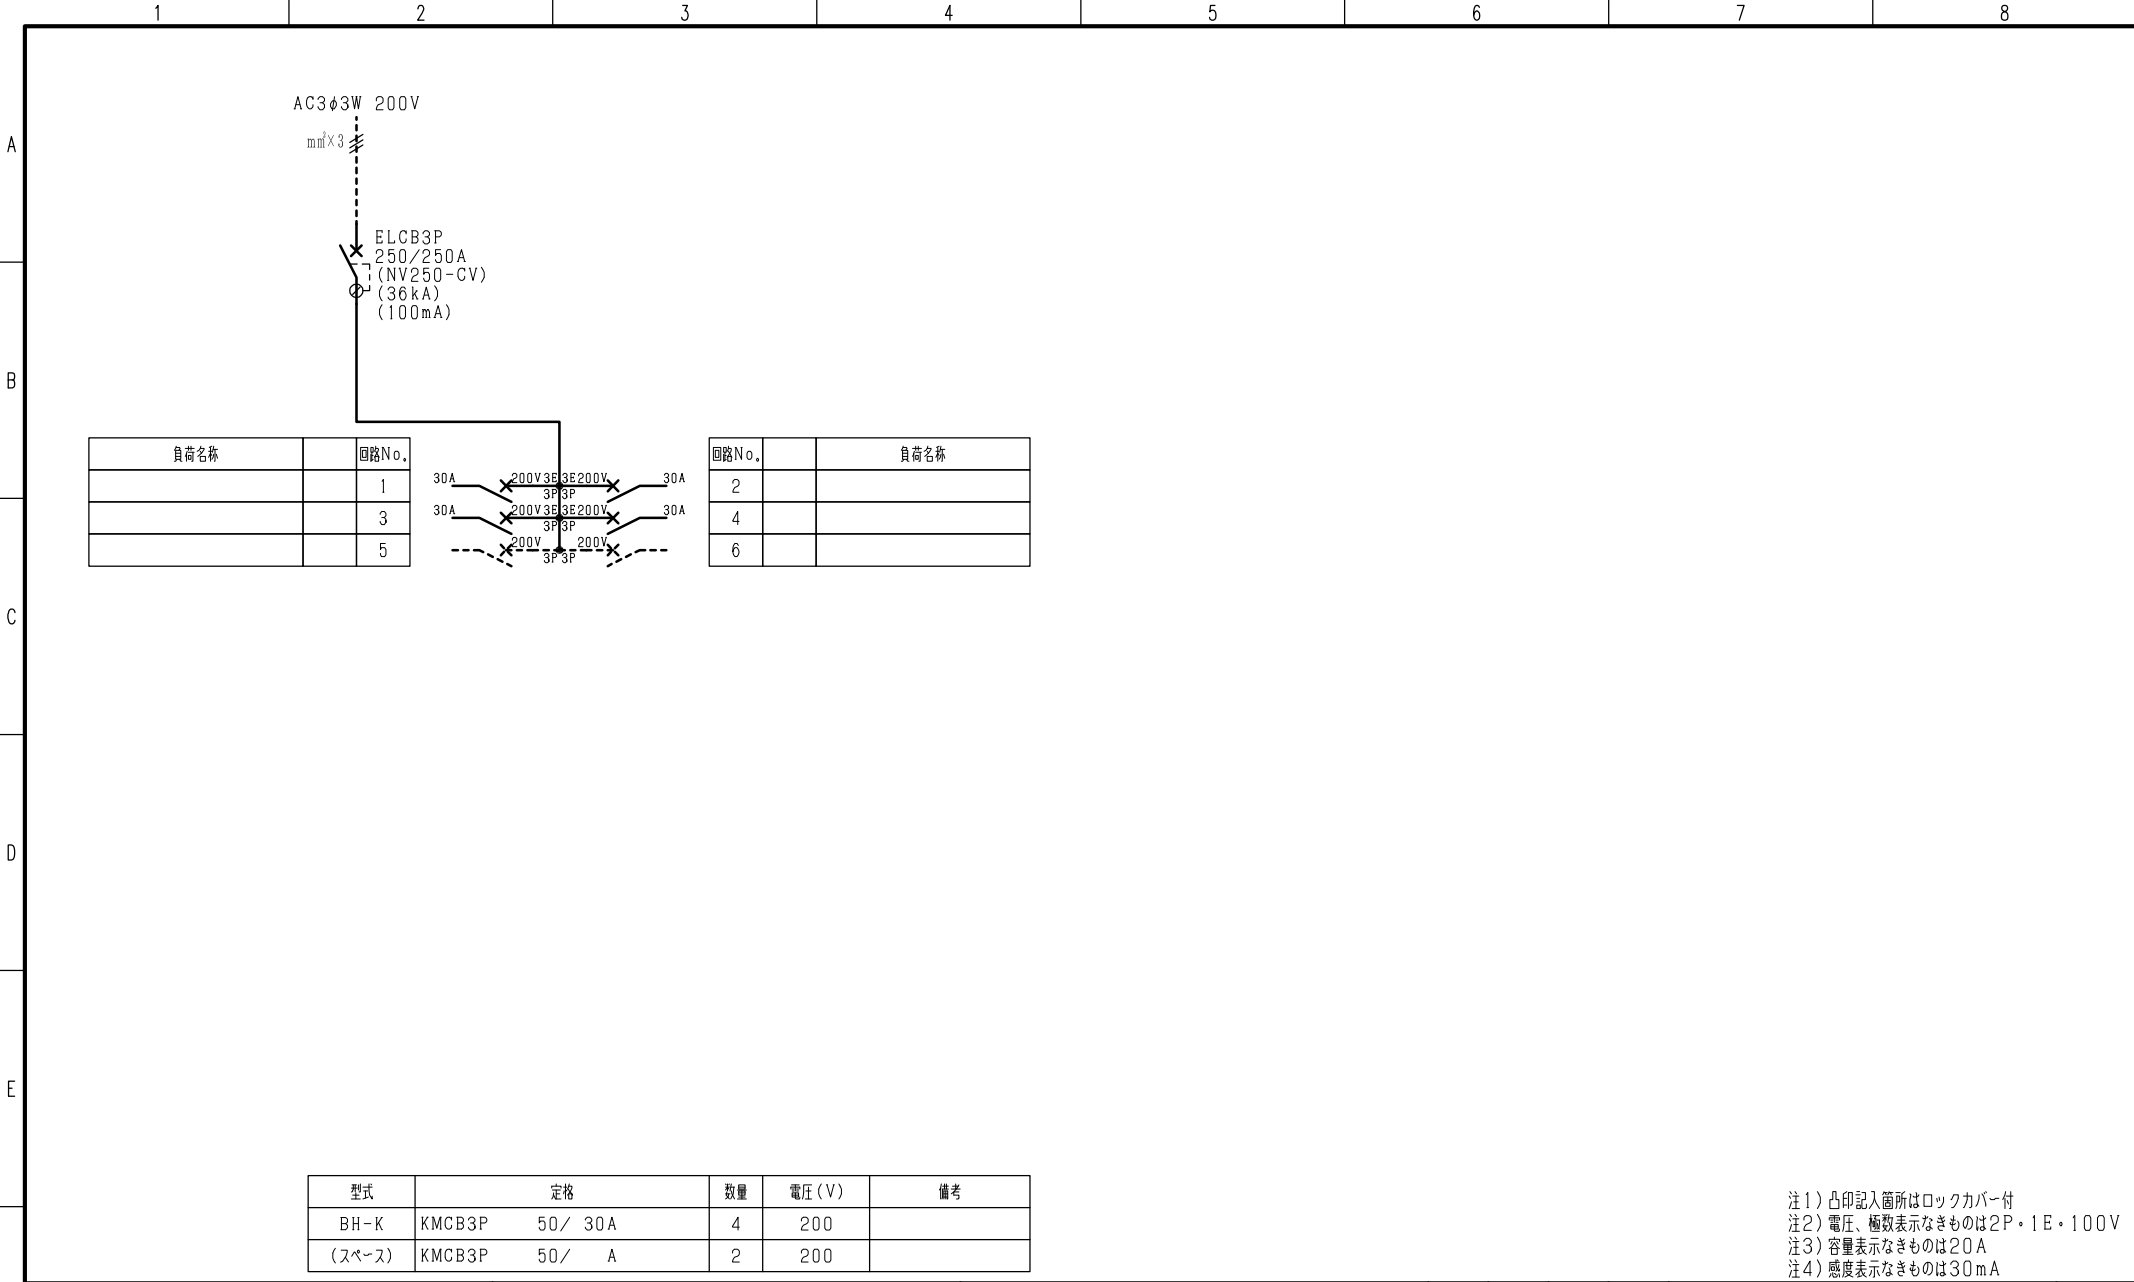 1 2 3 4 5 6 7 8
A
AC3φ3W 200V
mm²×3
ELCB3P
250/250A
(NV250-CV)
(36kA)
(100mA)
B
負荷名称 回路No. 回路No. 負荷名称
30A 200V 3E 3E 200V 30A
1 3P 3P 2
30A 200V 3E 3E 200V 30A
3 3P 3P 4
200V 200V
5 3P 3P 6
C
D
E
型式 定格 数量 電圧(V) 備考
BH-K KMCB3P 50/ 30A 4 200
(スペース) KMCB3P 50/ A 2 200
注1)凸印記入箇所はロックカバー付
注2)電圧、極数表示なきものは2P・1E・100V
注3)容量表示なきものは20A
注4)感度表示なきものは30mA